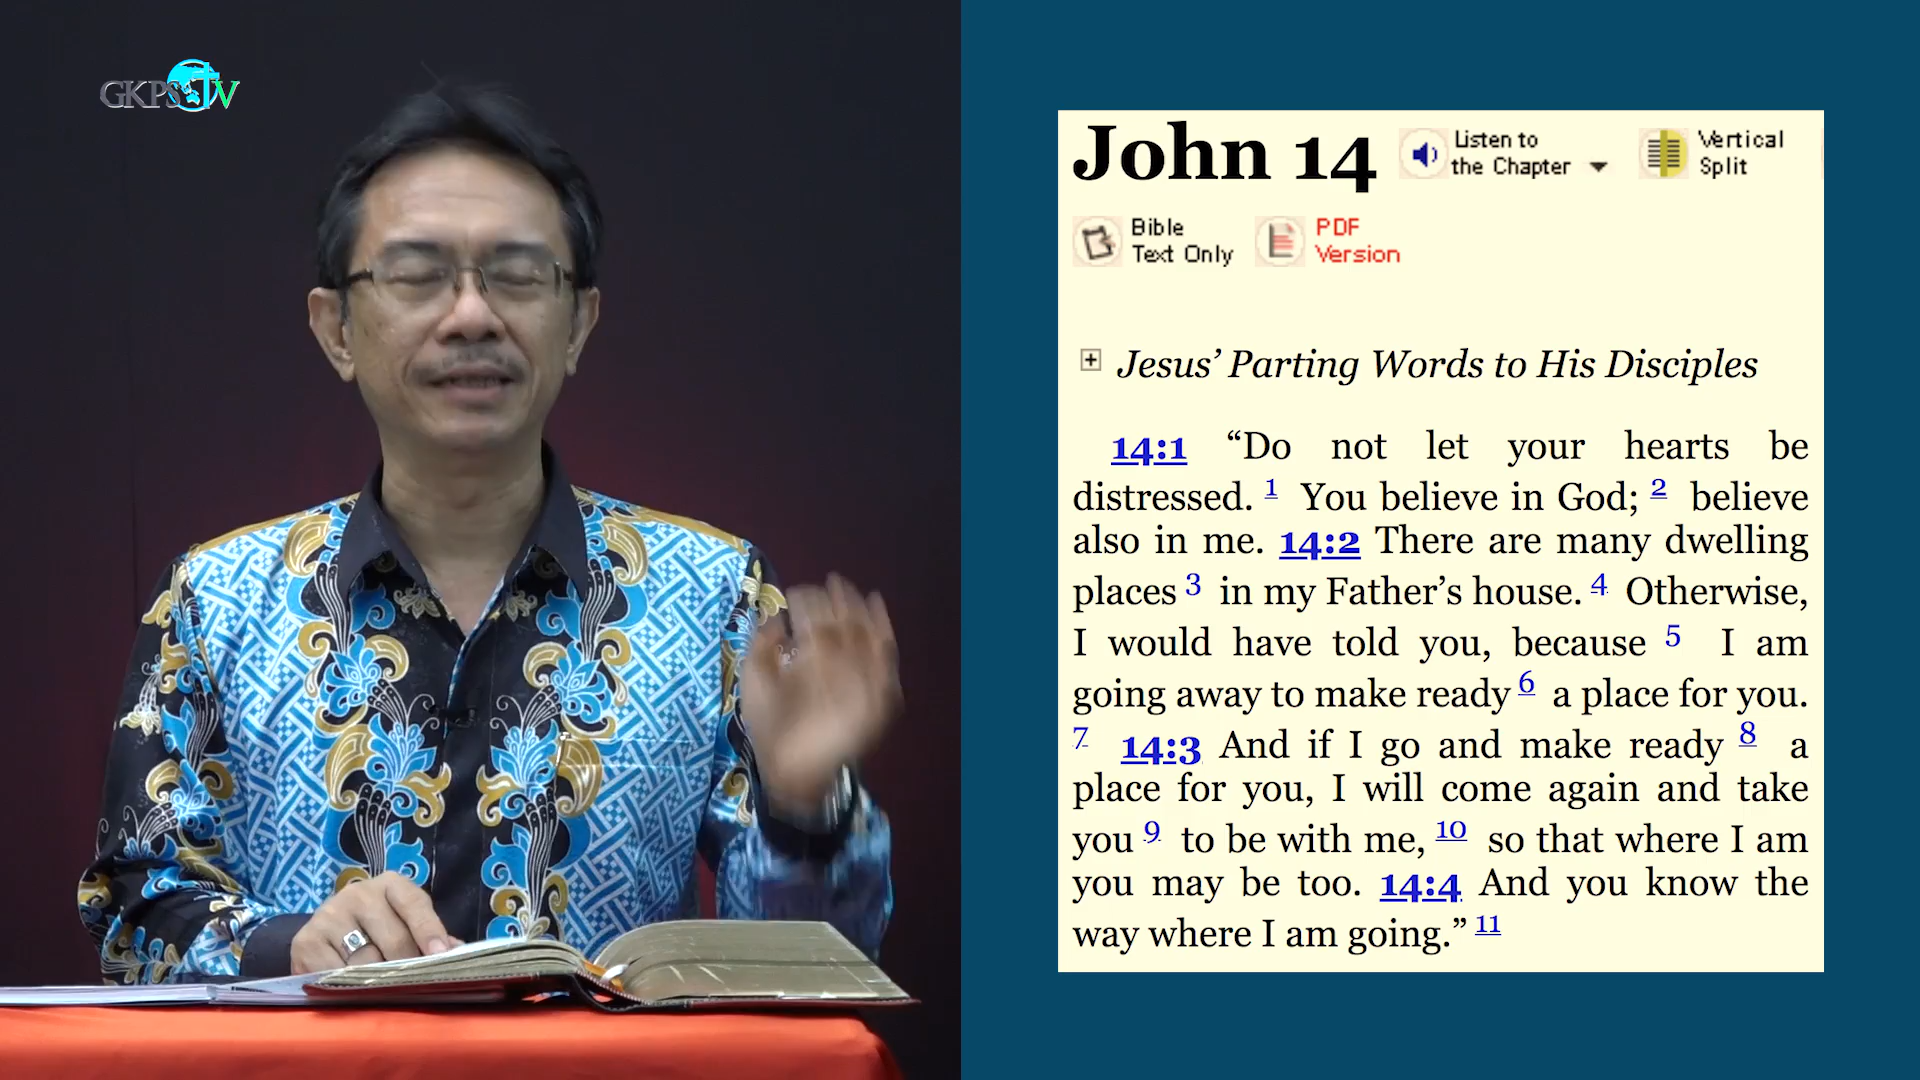 GKPS TV
John 14
Listen to
the Chapter
Vertical
Split
Bible
Text Only
PDF
Version
Jesus’ Parting Words to His Disciples
14:1 “Do not let your hearts be
distressed. 1 You believe in God; 2 believe
also in me. 14:2 There are many dwelling
places 3 in my Father’s house. 4 Otherwise,
I would have told you, because 5 I am
going away to make ready 6 a place for you.
7 14:3 And if I go and make ready 8 a
place for you, I will come again and take
you 9 to be with me, 10 so that where I am
you may be too. 14:4 And you know the
way where I am going.” 11